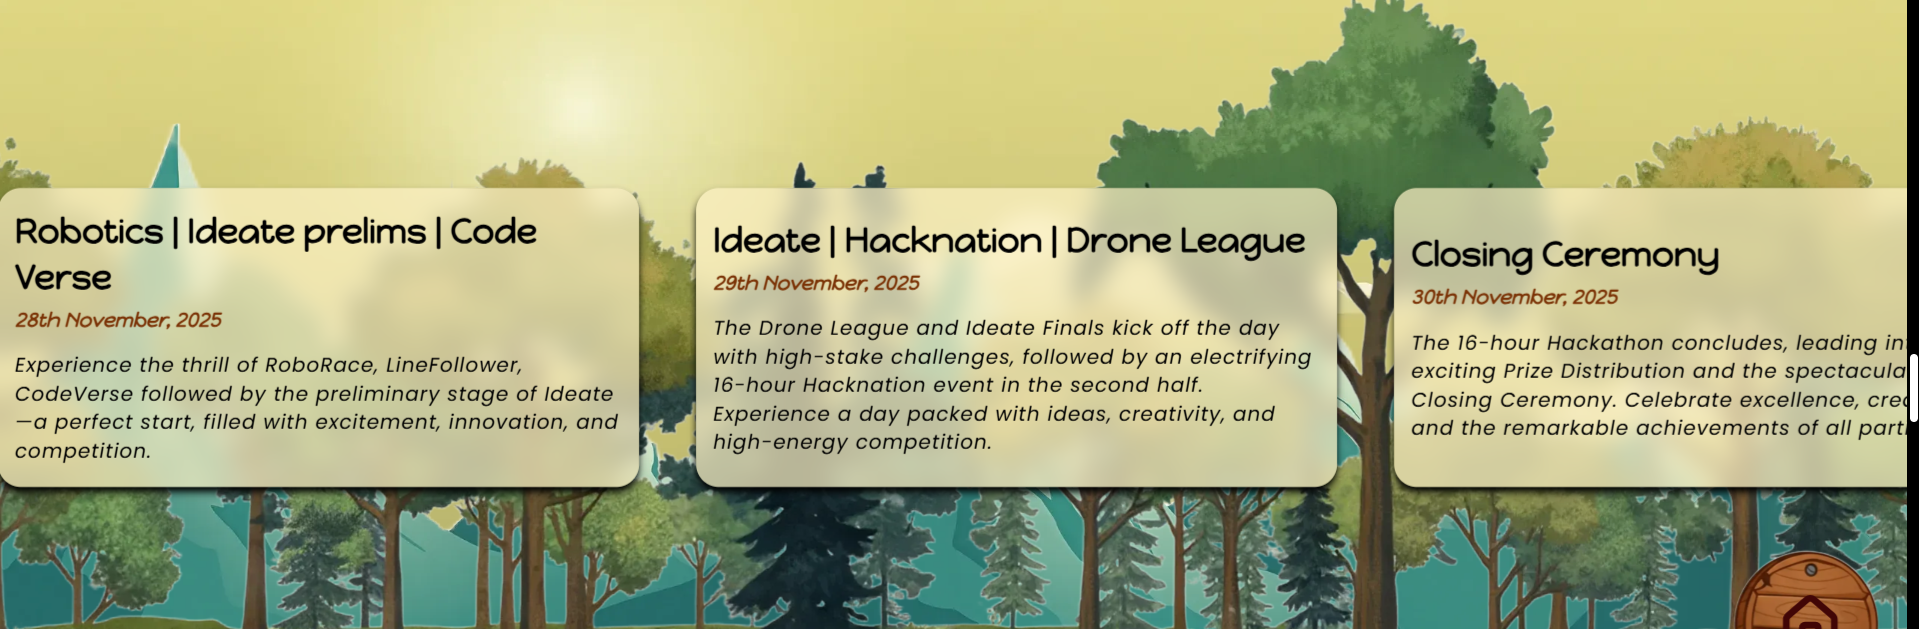 Robotics | Ideate prelims | Code
Verse
28th November, 2025
Experience the thrill of RoboRace, LineFollower,
CodeVerse followed by the preliminary stage of Ideate
—a perfect start, filled with excitement, innovation, and
competition.
Ideate | Hacknation | Drone League
29th November, 2025
The Drone League and Ideate Finals kick off the day
with high-stake challenges, followed by an electrifying
16-hour Hacknation event in the second half.
Experience a day packed with ideas, creativity, and
high-energy competition.
Closing Ceremony
30th November, 2025
The 16-hour Hackathon concludes, leading
exciting Prize Distribution and the
Closing Ceremony. Celebrate excellence,
and the remarkable achievements of all